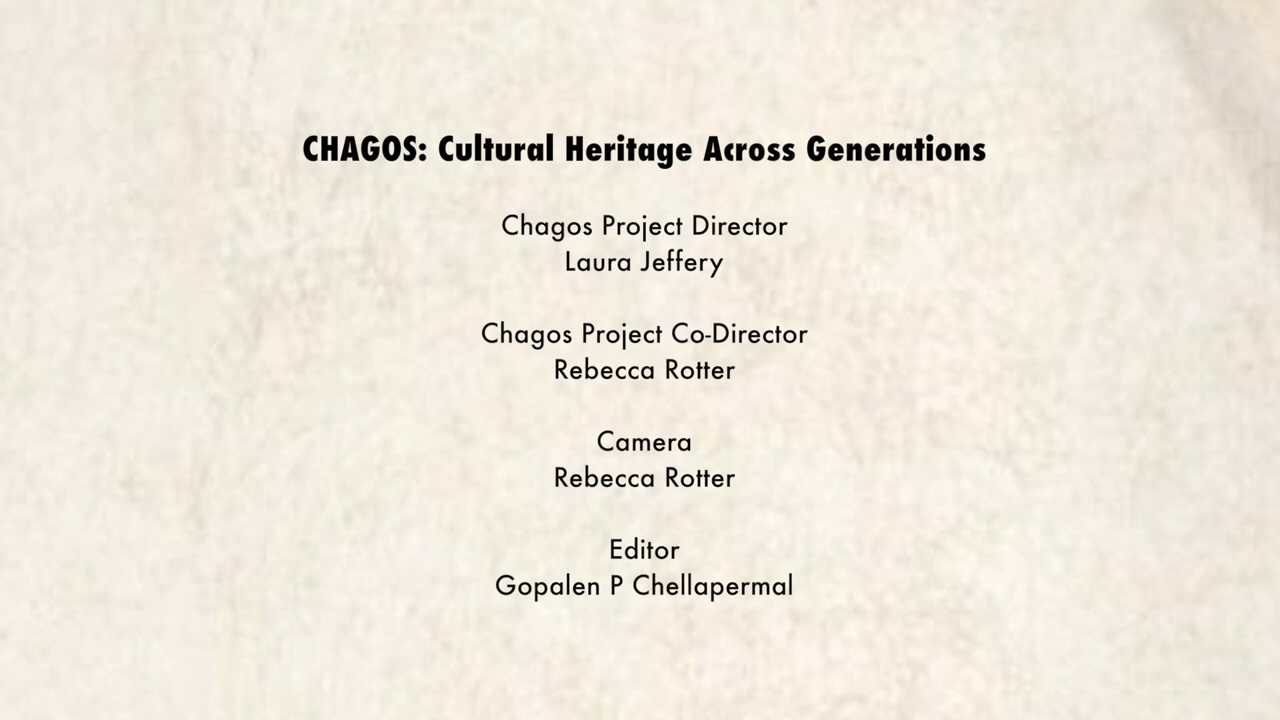 CHAGOS: Cultural Heritage Across Generations
Chagos Project Director
Laura Jeffery
Chagos Project Co-Director
Rebecca Rotter
Camera
Rebecca Rotter
Editor
Gopalen P Chellapermal